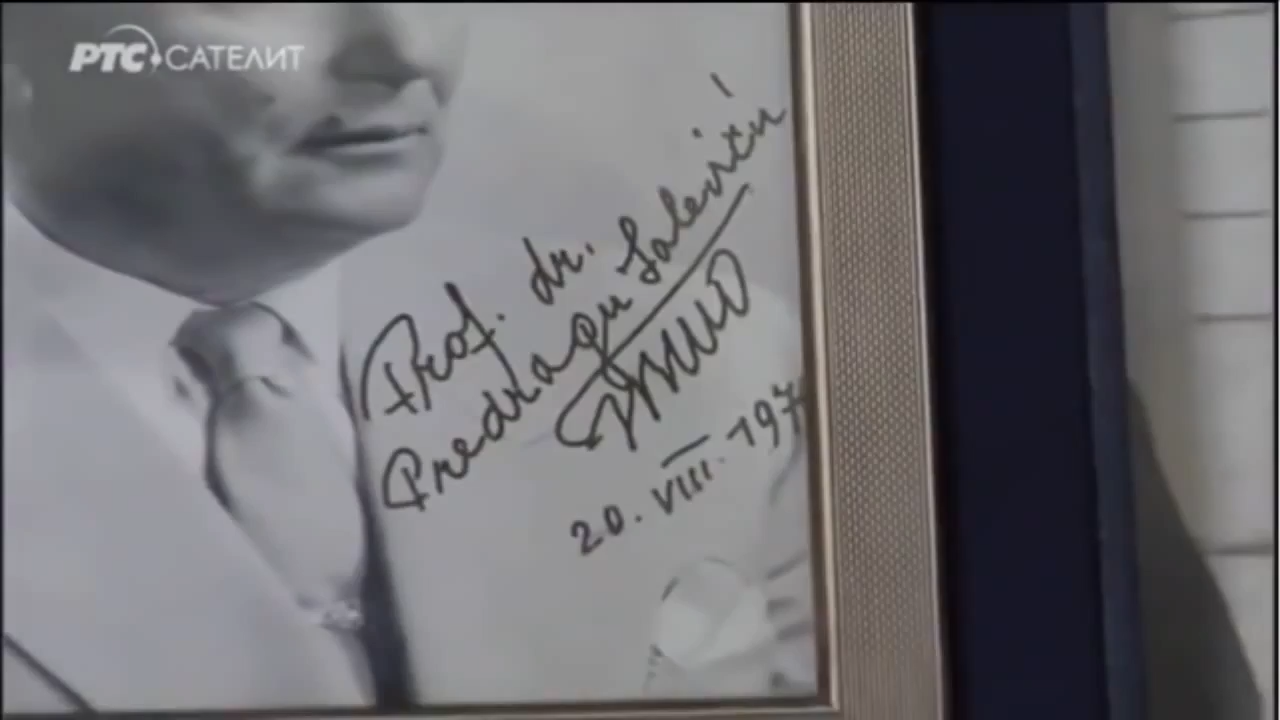 РТС САТЕЛИТ
Prof. dr.
Predragu Laleviću
20. VIII. 197